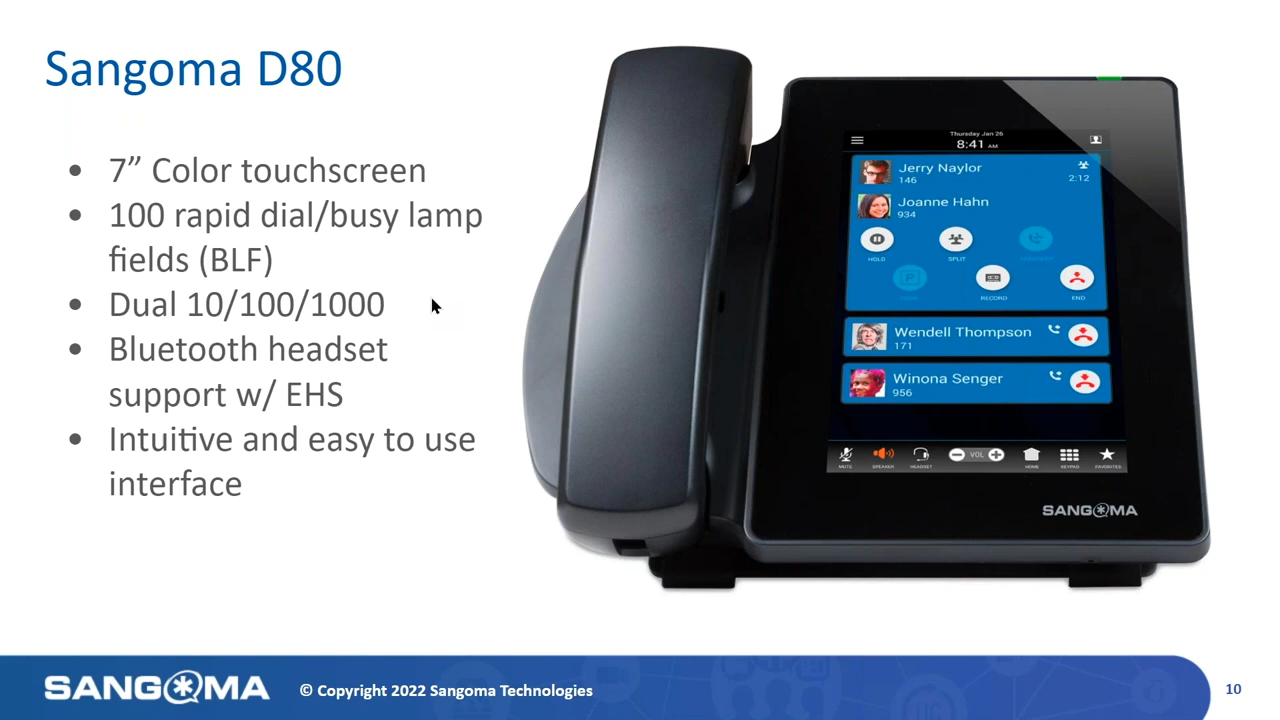 Sangoma D80
• 7” Color touchscreen
• 100 rapid dial/busy lamp
fields (BLF)
• Dual 10/100/1000
• Bluetooth headset
support w/ EHS
• Intuitive and easy to use
interface
Thursday Jan 26
8:41 AM
Jerry Naylor
146
2:12
Joanne Hahn
934
HOLD
SPLIT
RECORD
END
Wendell Thompson
171
Winona Senger
956
MUTE
SPEAKER
HEADSET
VOL
HOME
KEYPAD
FAVORITES
SANGOMA
SANGOMA
© Copyright 2022 Sangoma Technologies
10